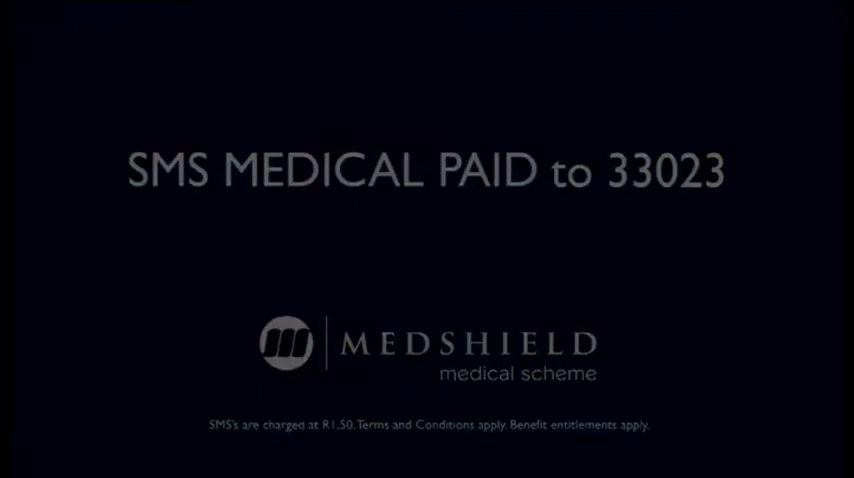 SMS MEDICAL PAID to 33023
MEDSHIELD
medical scheme
SMS's are charged at R1,50. Terms and Conditions apply. Benefit entitlements apply.